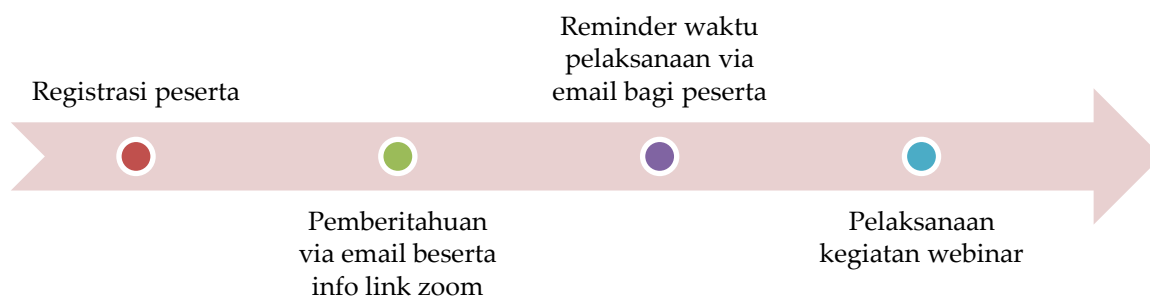 Registrasi peserta
Pemberitahuan
via email beserta
info link zoom
Reminder waktu
pelaksanaan via
email bagi peserta
Pelaksanaan
kegiatan webinar